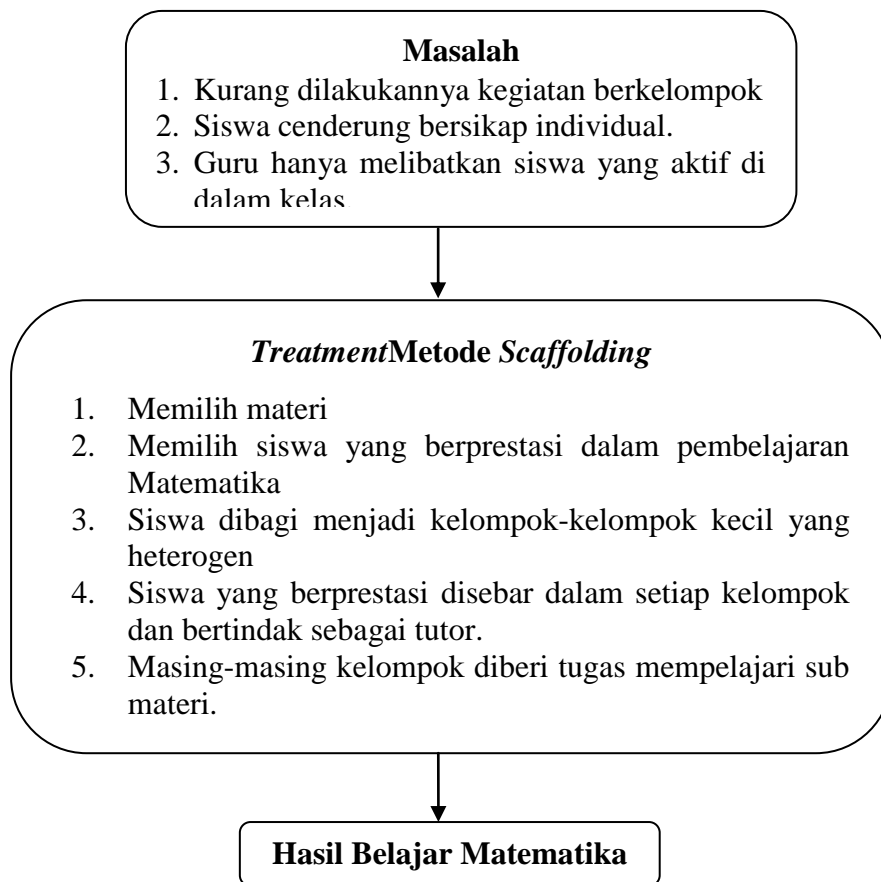 Masalah
1. Kurang dilakukannya kegiatan berkelompok
2. Siswa cenderung bersikap individual.
3. Guru hanya melibatkan siswa yang aktif di
dalam kelas
TreatmentMetode Scaffolding
1. Memilih materi
2. Memilih siswa yang berprestasi dalam pembelajaran
Matematika
3. Siswa dibagi menjadi kelompok-kelompok kecil yang
heterogen
4. Siswa yang berprestasi disebar dalam setiap kelompok
dan bertindak sebagai tutor.
5. Masing-masing kelompok diberi tugas mempelajari sub
materi.
Hasil Belajar Matematika